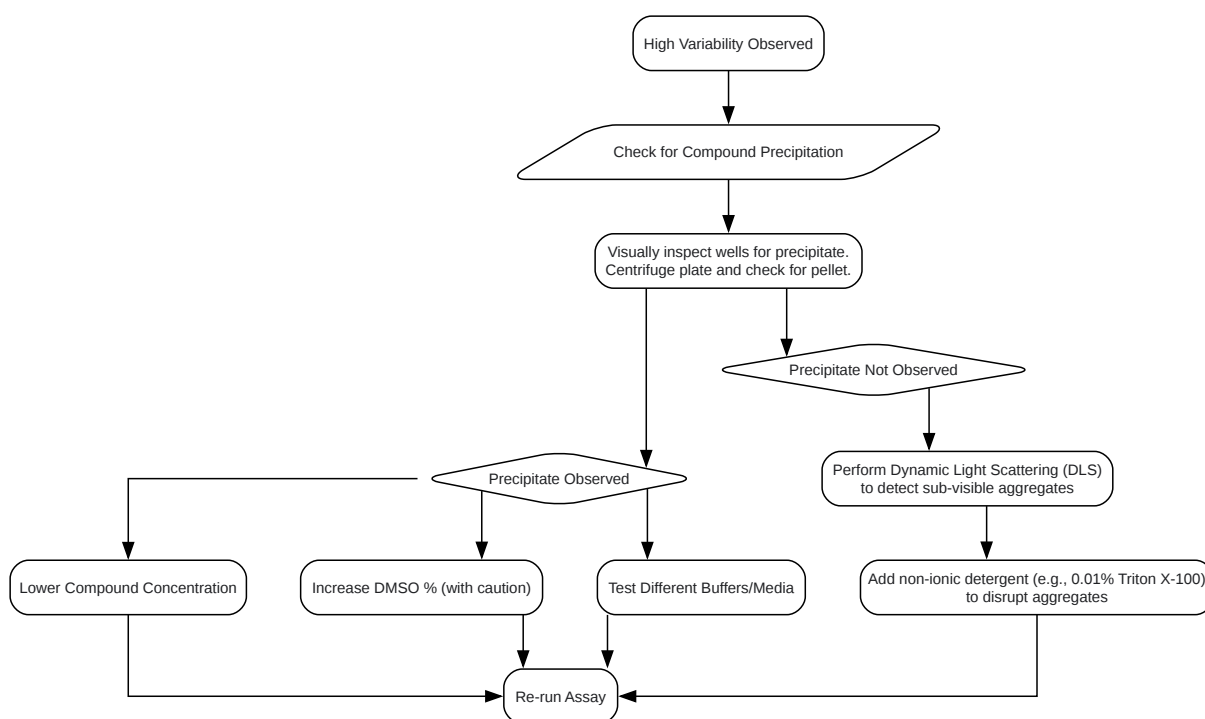 High Variability Observed
Check for Compound Precipitation
Visually inspect wells for precipitate.
Centrifuge plate and check for pellet.
Precipitate Not Observed
Precipitate Observed
Perform Dynamic Light Scattering (DLS)
to detect sub-visible aggregates
Lower Compound Concentration
Increase DMSO % (with caution)
Test Different Buffers/Media
Add non-ionic detergent (e.g., 0.01% Triton X-100)
to disrupt aggregates
Re-run Assay